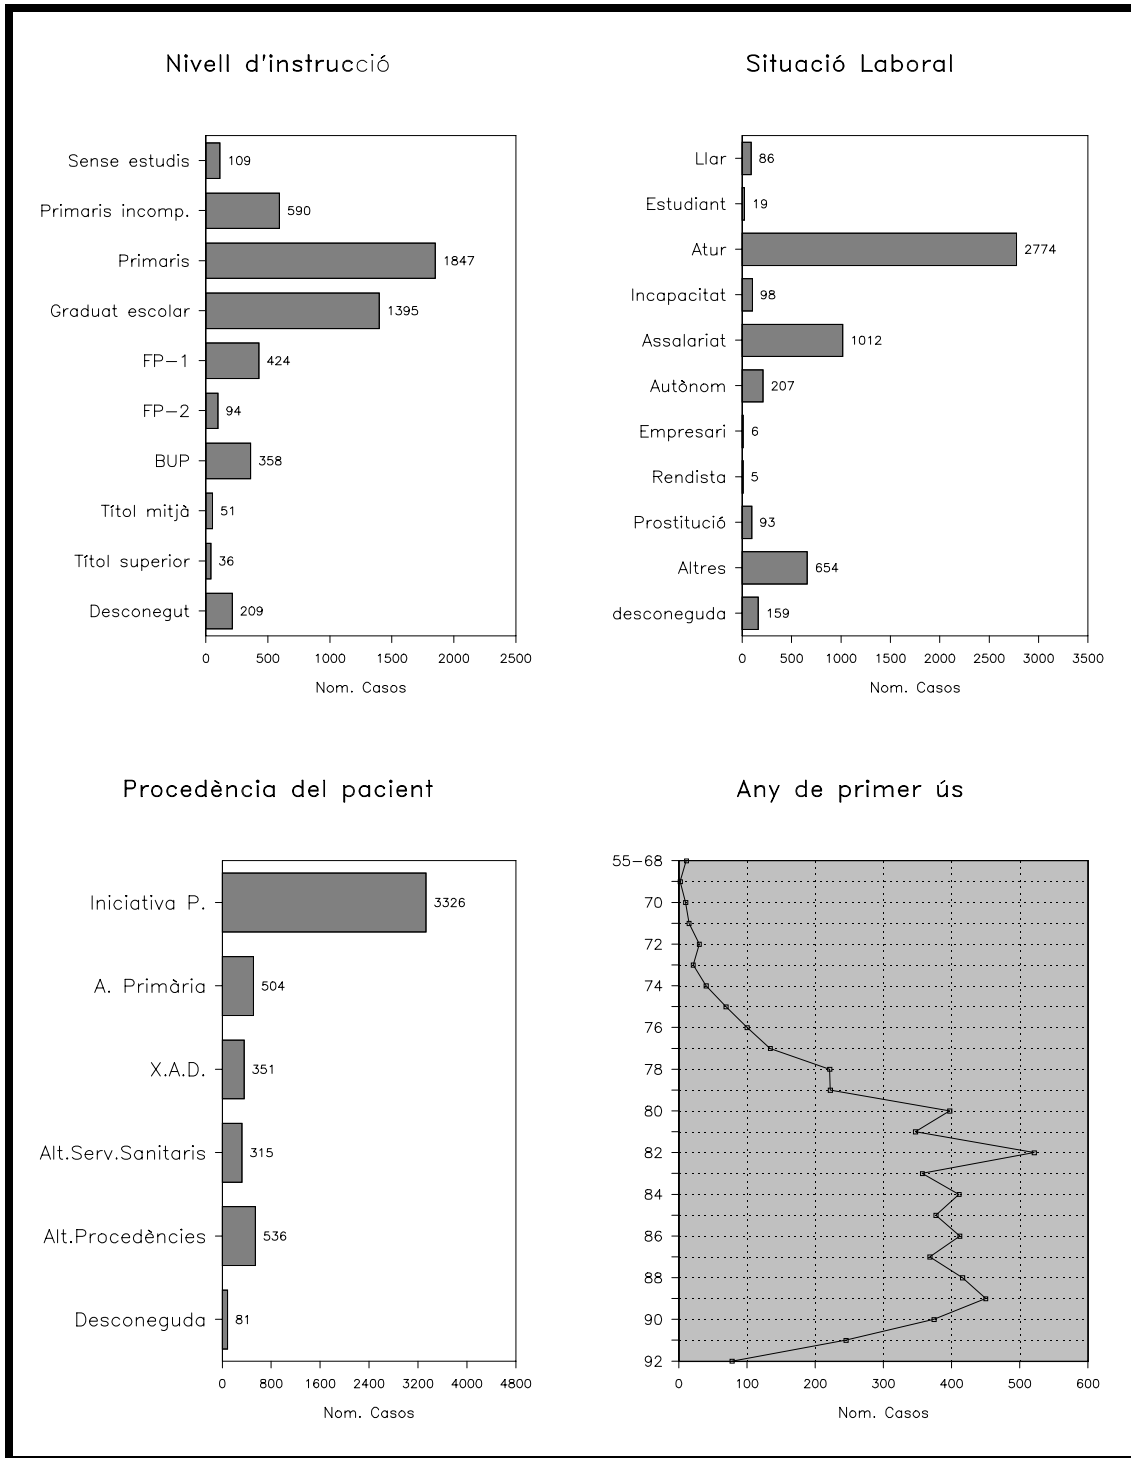 Nivell d'instrucció
Sense estudis 109
Primaris incomp. 590
Primaris 1847
Graduat escolar 1395
FP-1 424
FP-2 94
BUP 358
Títol mitjà 51
Títol superior 36
Desconegut 209
0 500 1000 1500 2000 2500
Nom. Casos
Situació Laboral
Llar 86
Estudiant 19
Atur 2774
Incapacitat 98
Assalariat 1012
Autònom 207
Empresari 6
Rendista 5
Prostitució 93
Altres 654
desconeguda 159
0 500 1000 1500 2000 2500 3000 3500
Nom. Casos
Procedència del pacient
Iniciativa P. 3326
A. Primària 504
X.A.D. 351
Alt.Serv.Sanitaris 315
Alt.Procedències 536
Desconeguda 81
0 800 1600 2400 3200 4000 4800
Nom. Casos
Any de primer ús
55-68
70
72
74
76
78
80
82
84
86
88
90
92
0 100 200 300 400 500 600
Nom. Casos